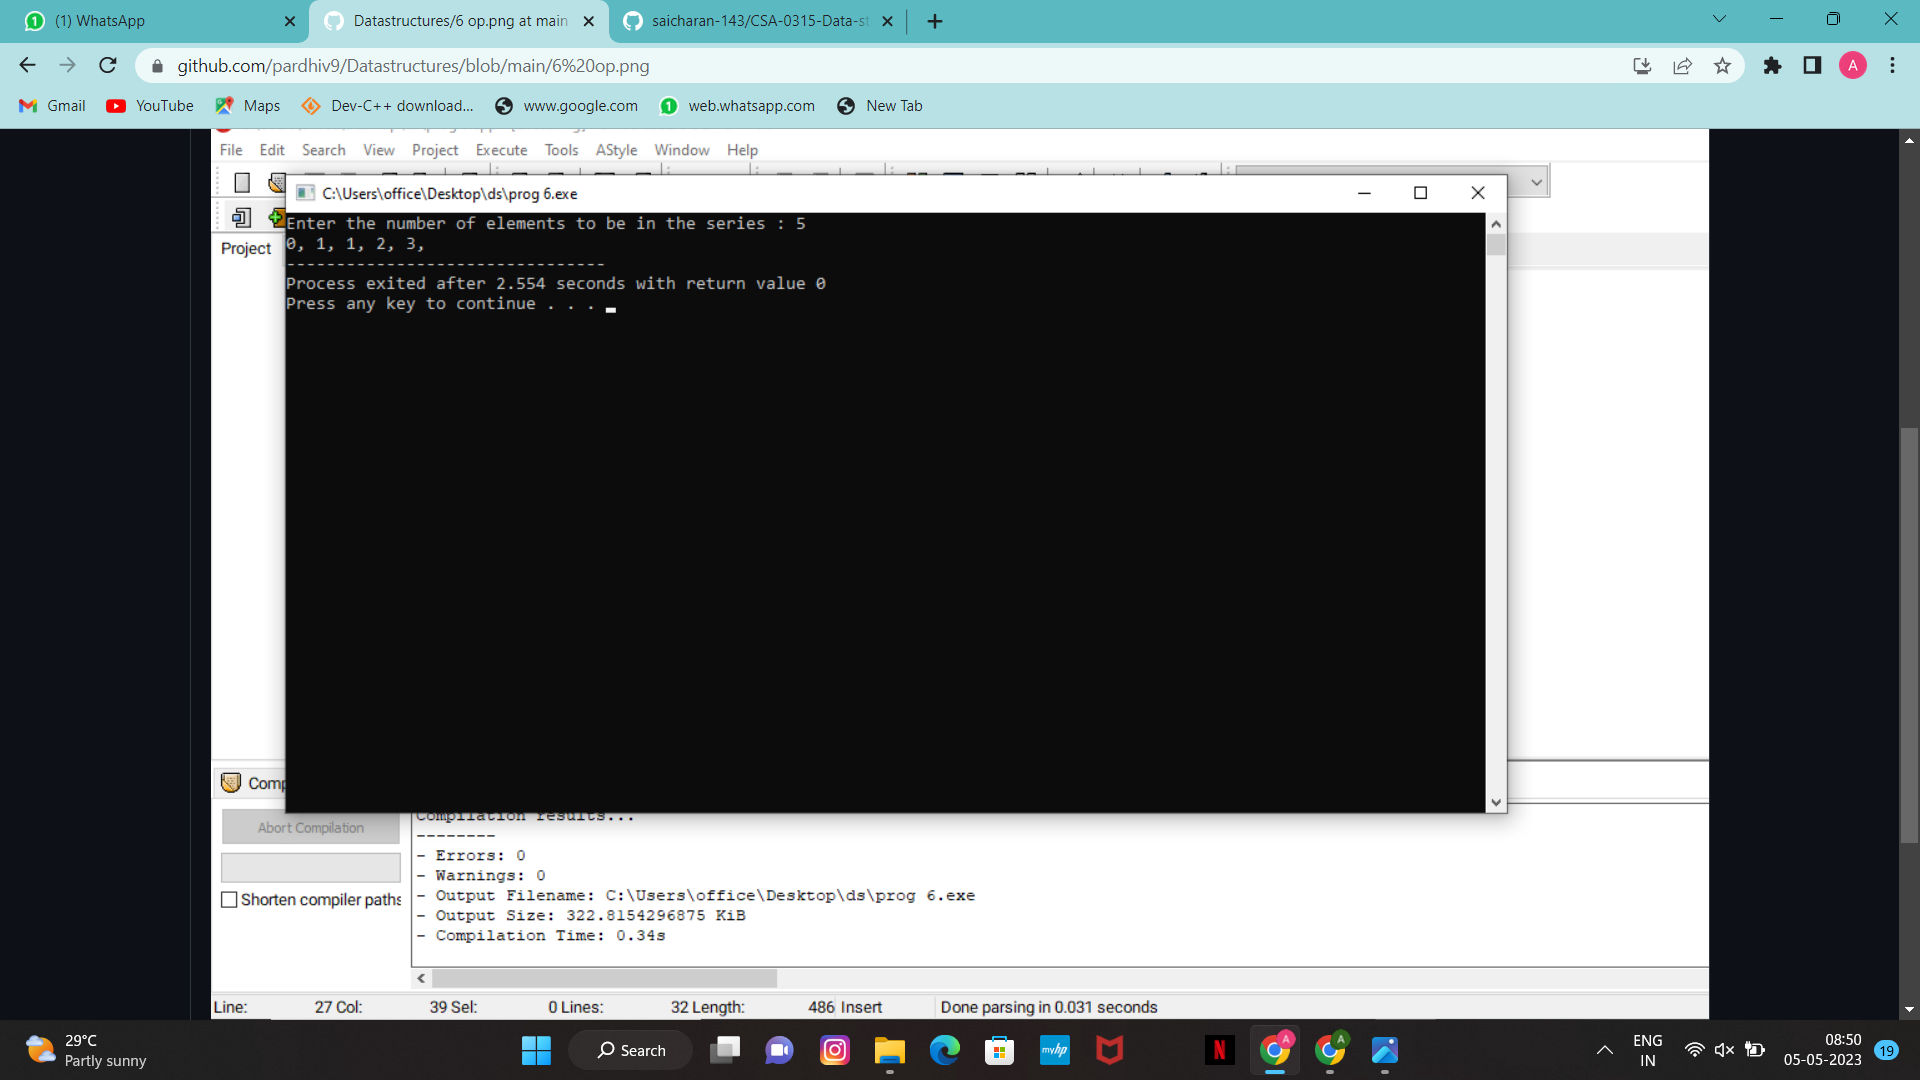 (1) WhatsApp
Datastructures/6 op.png at main
saicharan-143/CSA-0315-Data-st
github.com/pardhiv9/Datastructures/blob/main/6%20op.png
A
Gmail YouTube Maps Dev-C++ download... www.google.com web.whatsapp.com New Tab
File Edit Search View Project Execute Tools AStyle Window Help
C:\Users\office\Desktop\ds\prog 6.exe
Enter the number of elements to be in the series : 5
0, 1, 1, 2, 3,
--------------------------------
Process exited after 2.554 seconds with return value 0
Press any key to continue . . .
Project
Comp
Abort Compilation
Shorten compiler paths
Compilation results...
--------
- Errors: 0
- Warnings: 0
- Output Filename: C:\Users\office\Desktop\ds\prog 6.exe
- Output Size: 322.8154296875 KiB
- Compilation Time: 0.34s
Line: 27 Col: 39 Sel: 0 Lines: 32 Length: 486 Insert Done parsing in 0.031 seconds
29°C
Partly sunny
Search
myhp
N
A
A
ENG
IN
08:50
05-05-2023
19